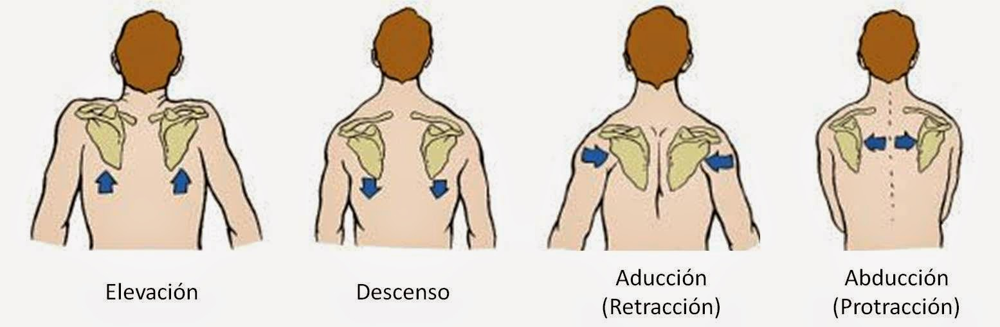 Elevación
Descenso
Aducción
(Retracción)
Abducción
(Protracción)